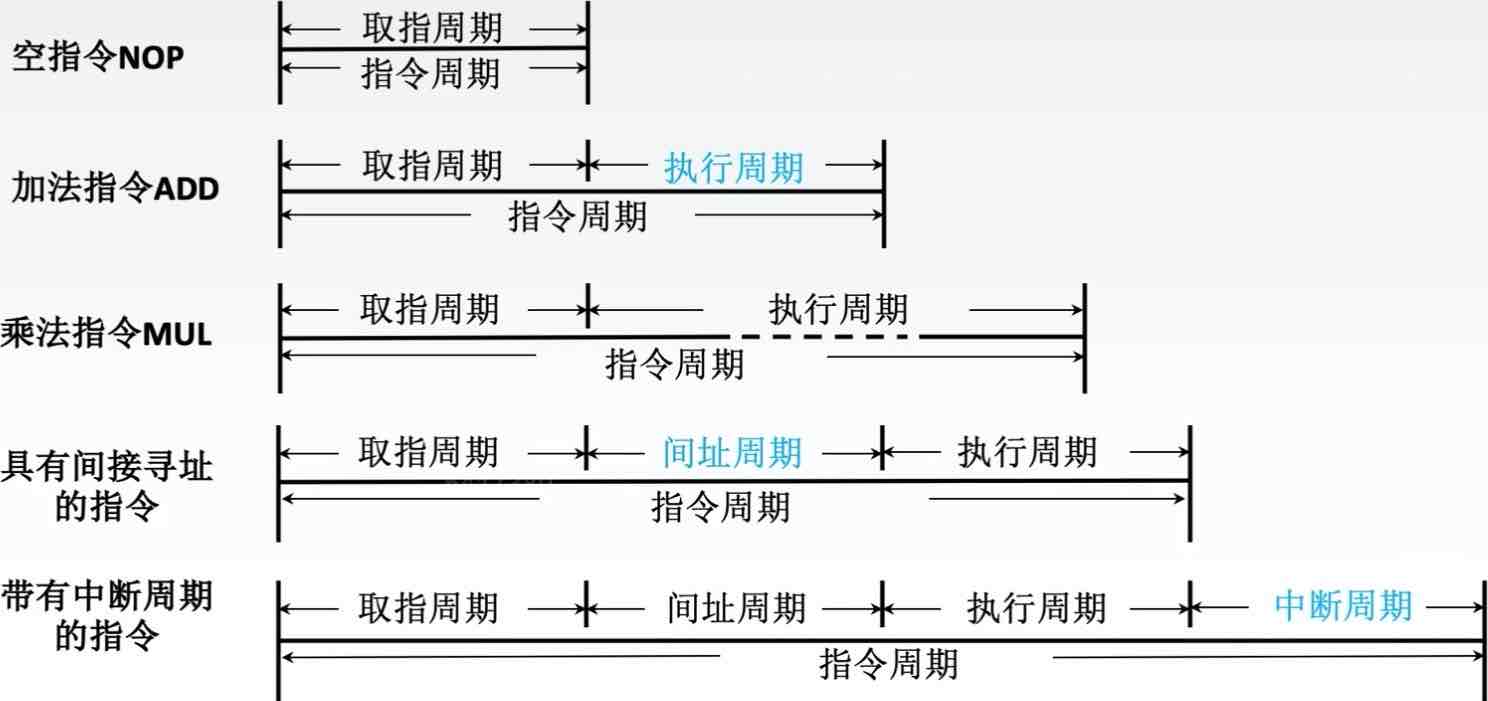 取指周期
空指令NOP
指令周期
取指周期 执行周期
加法指令ADD
指令周期
取指周期 执行周期
乘法指令MUL
指令周期
取指周期 间址周期 执行周期
具有间接寻址
的指令
指令周期
带有中断周期
的指令
取指周期 间址周期 执行周期 中断周期
指令周期